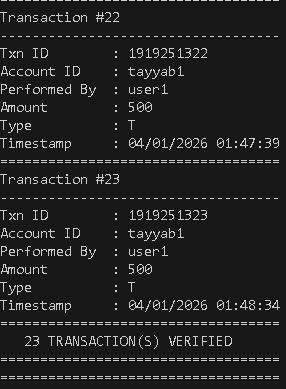 ===================================
Transaction #22
-----------------------------------
Txn ID        : 1919251322
Account ID    : tayyab1
Performed By  : user1
Amount        : 500
Type          : T
Timestamp     : 04/01/2026 01:47:39
===================================
Transaction #23
-----------------------------------
Txn ID        : 1919251323
Account ID    : tayyab1
Performed By  : user1
Amount        : 500
Type          : T
Timestamp     : 04/01/2026 01:48:34
===================================
   23 TRANSACTION(S) VERIFIED
===================================
===================================